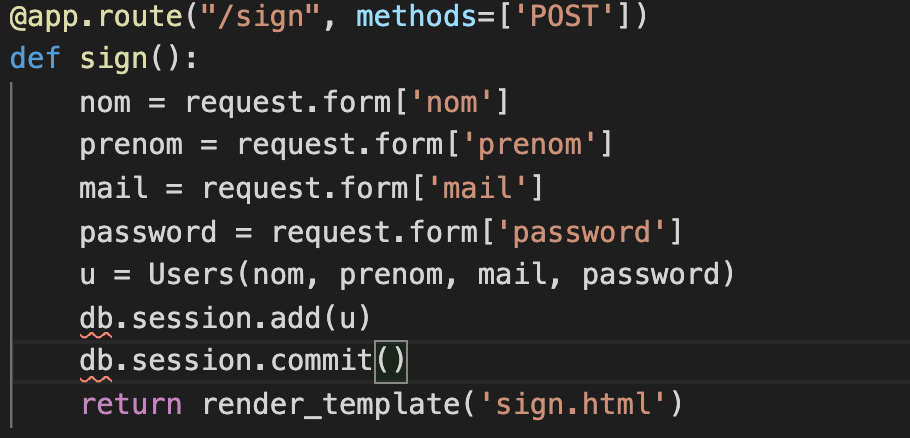 @app.route("/sign", methods=['POST'])
def sign():
    nom = request.form['nom']
    prenom = request.form['prenom']
    mail = request.form['mail']
    password = request.form['password']
    u = Users(nom, prenom, mail, password)
    db.session.add(u)
    db.session.commit()
    return render_template('sign.html')